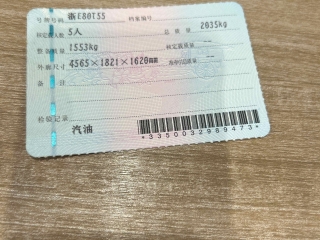 号牌号码 浙E80T55 档案编号
核定载人数 5人 总质量 2035kg
整备质量 1553kg 核定载质量
外廓尺寸 4565×1821×1620mm 准牵引总质量
备注
检验记录
汽油
*3350032989473*